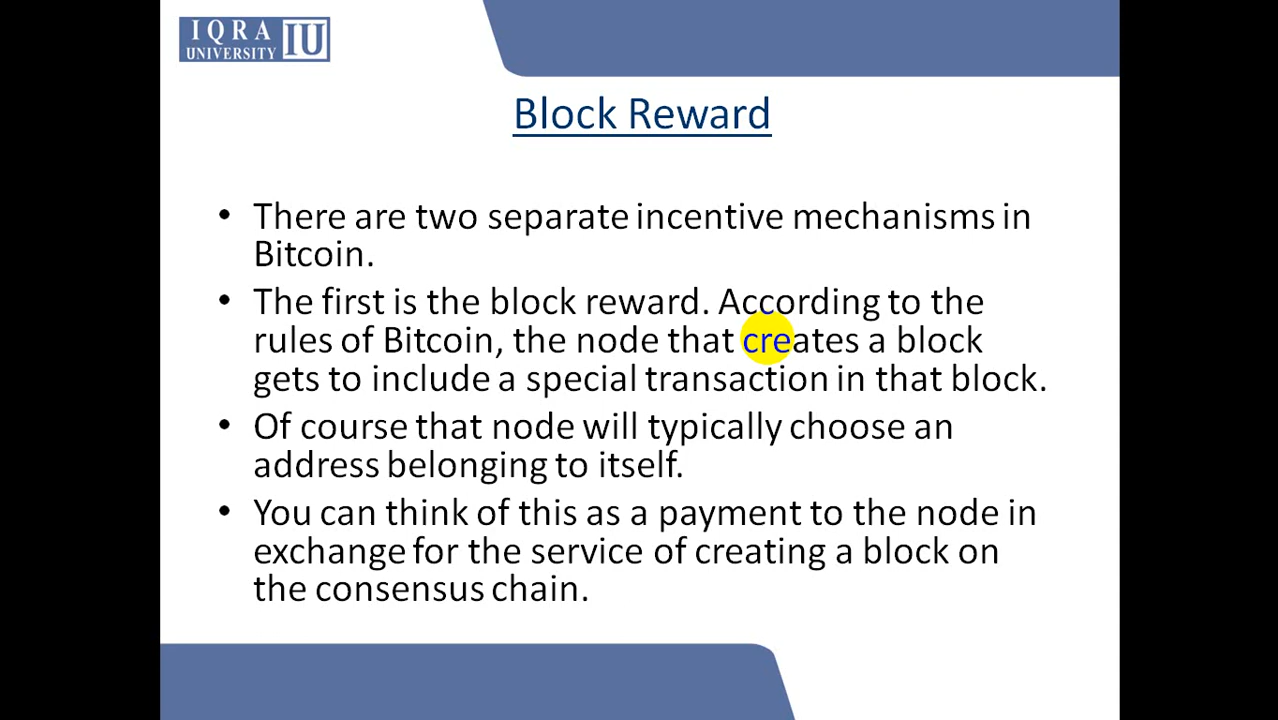 IQRA
UNIVERSITY IU
Block Reward
• There are two separate incentive mechanisms in
Bitcoin.
• The first is the block reward. According to the
rules of Bitcoin, the node that creates a block
gets to include a special transaction in that block.
• Of course that node will typically choose an
address belonging to itself.
• You can think of this as a payment to the node in
exchange for the service of creating a block on
the consensus chain.